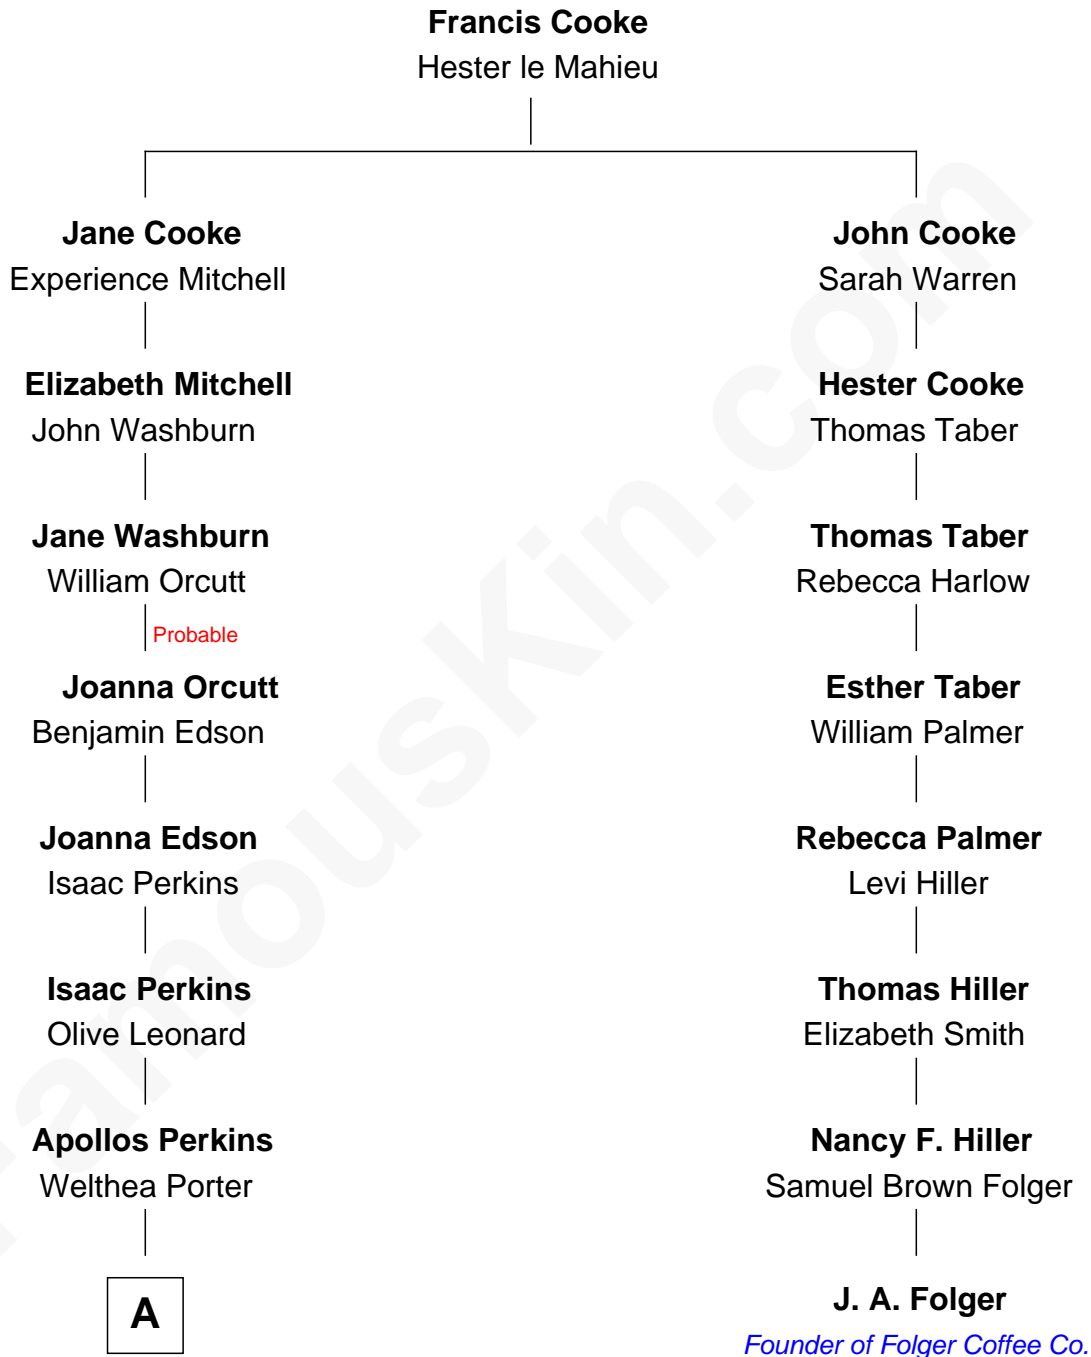 Francis Cooke
Hester le Mahieu
Jane Cooke
Experience Mitchell
John Cooke
Sarah Warren
Elizabeth Mitchell
John Washburn
Hester Cooke
Thomas Taber
Jane Washburn
William Orcutt
Thomas Taber
Rebecca Harlow
Probable
Joanna Orcutt
Benjamin Edson
Esther Taber
William Palmer
Joanna Edson
Isaac Perkins
Rebecca Palmer
Levi Hiller
Isaac Perkins
Olive Leonard
Thomas Hiller
Elizabeth Smith
Apollos Perkins
Welthea Porter
Nancy F. Hiller
Samuel Brown Folger
A
J. A. Folger
Founder of Folger Coffee Co.
FamousKin.com